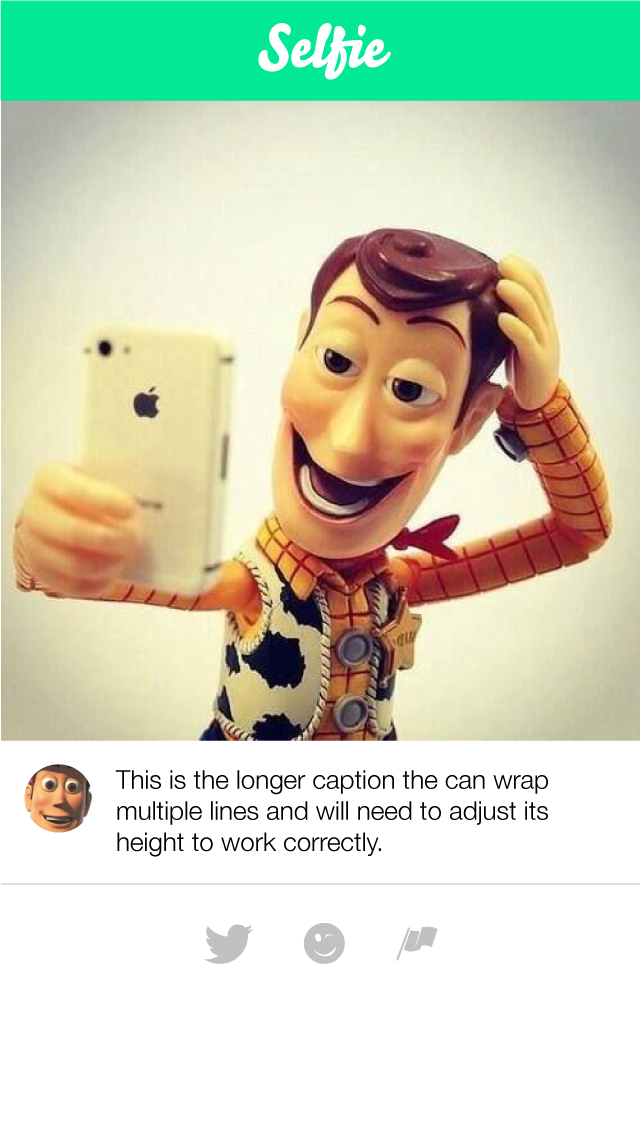 Selfie
This is the longer caption the can wrap
multiple lines and will need to adjust its
height to work correctly.